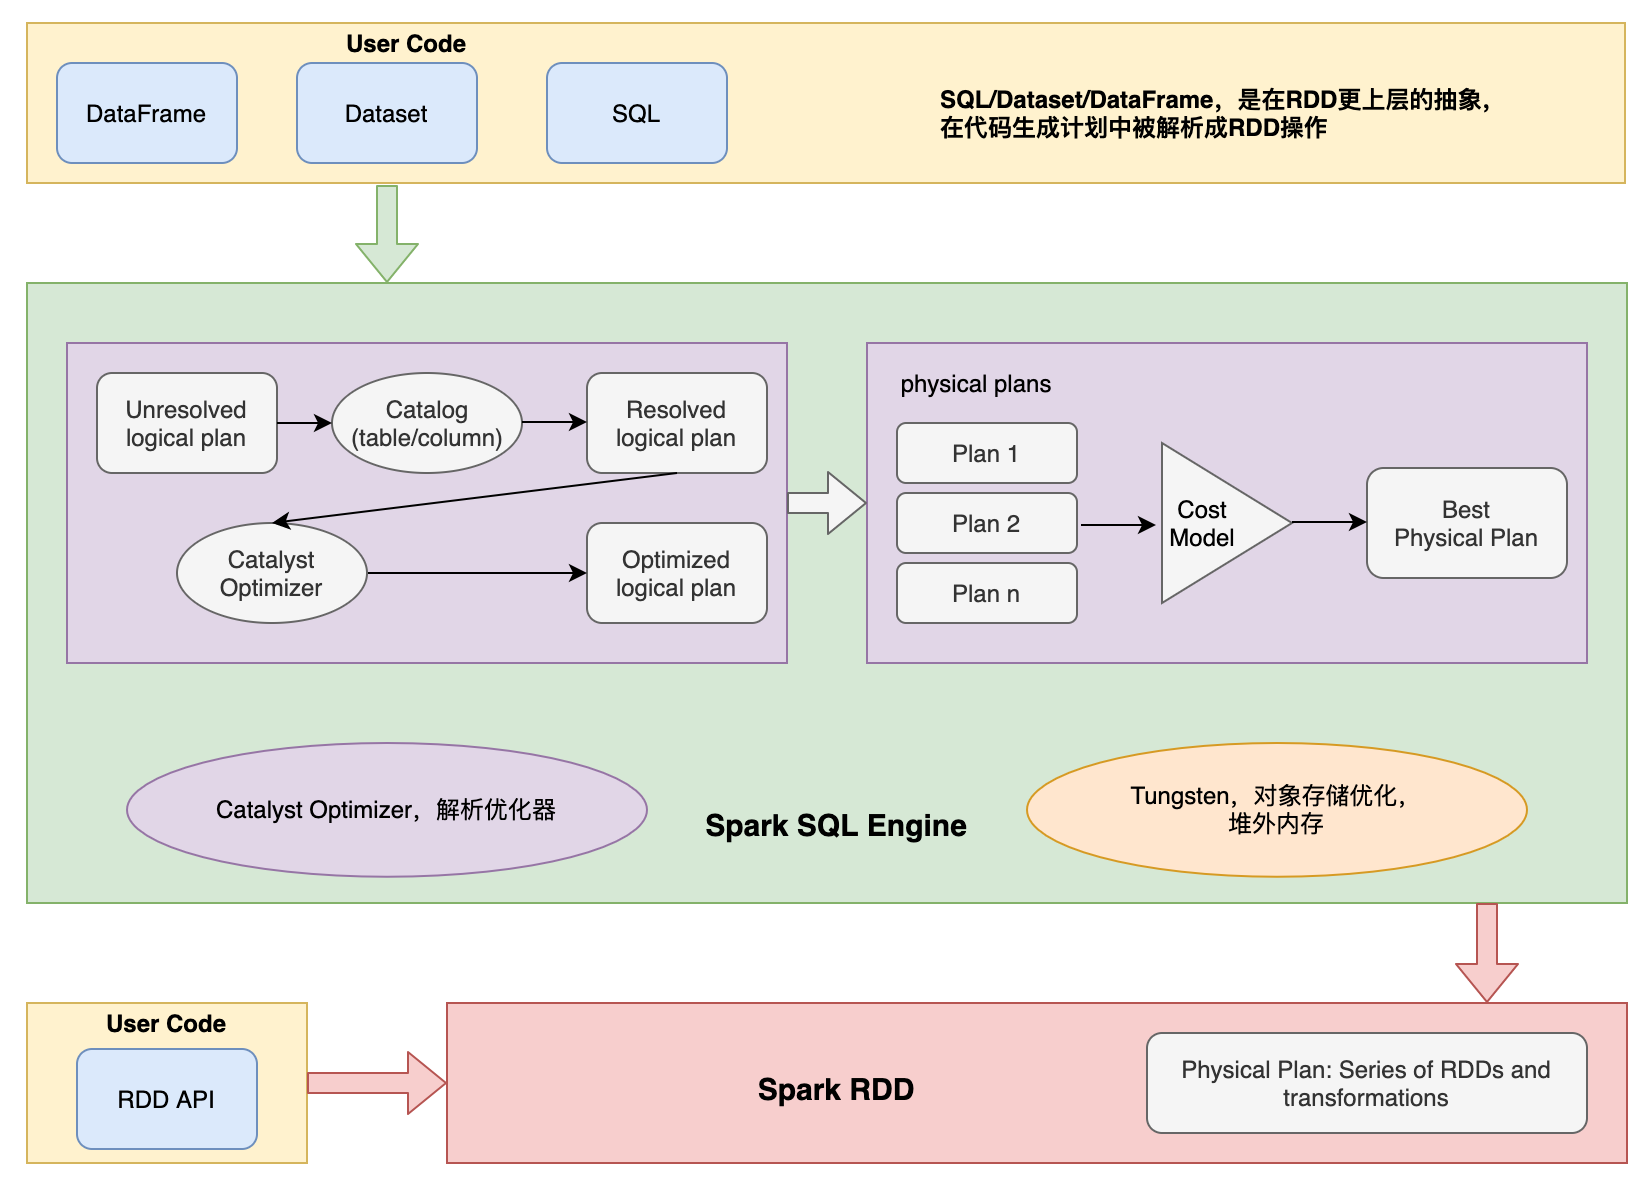 User Code
DataFrame
Dataset
SQL
SQL/Dataset/DataFrame，是在RDD更上层的抽象，
在代码生成计划中被解析成RDD操作
Unresolved
logical plan
Catalog
(table/column)
Resolved
logical plan
Catalyst
Optimizer
Optimized
logical plan
physical plans
Plan 1
Plan 2
Plan n
Cost
Model
Best
Physical Plan
Catalyst Optimizer，解析优化器
Spark SQL Engine
Tungsten，对象存储优化，
堆外内存
User Code
RDD API
Spark RDD
Physical Plan: Series of RDDs and
transformations